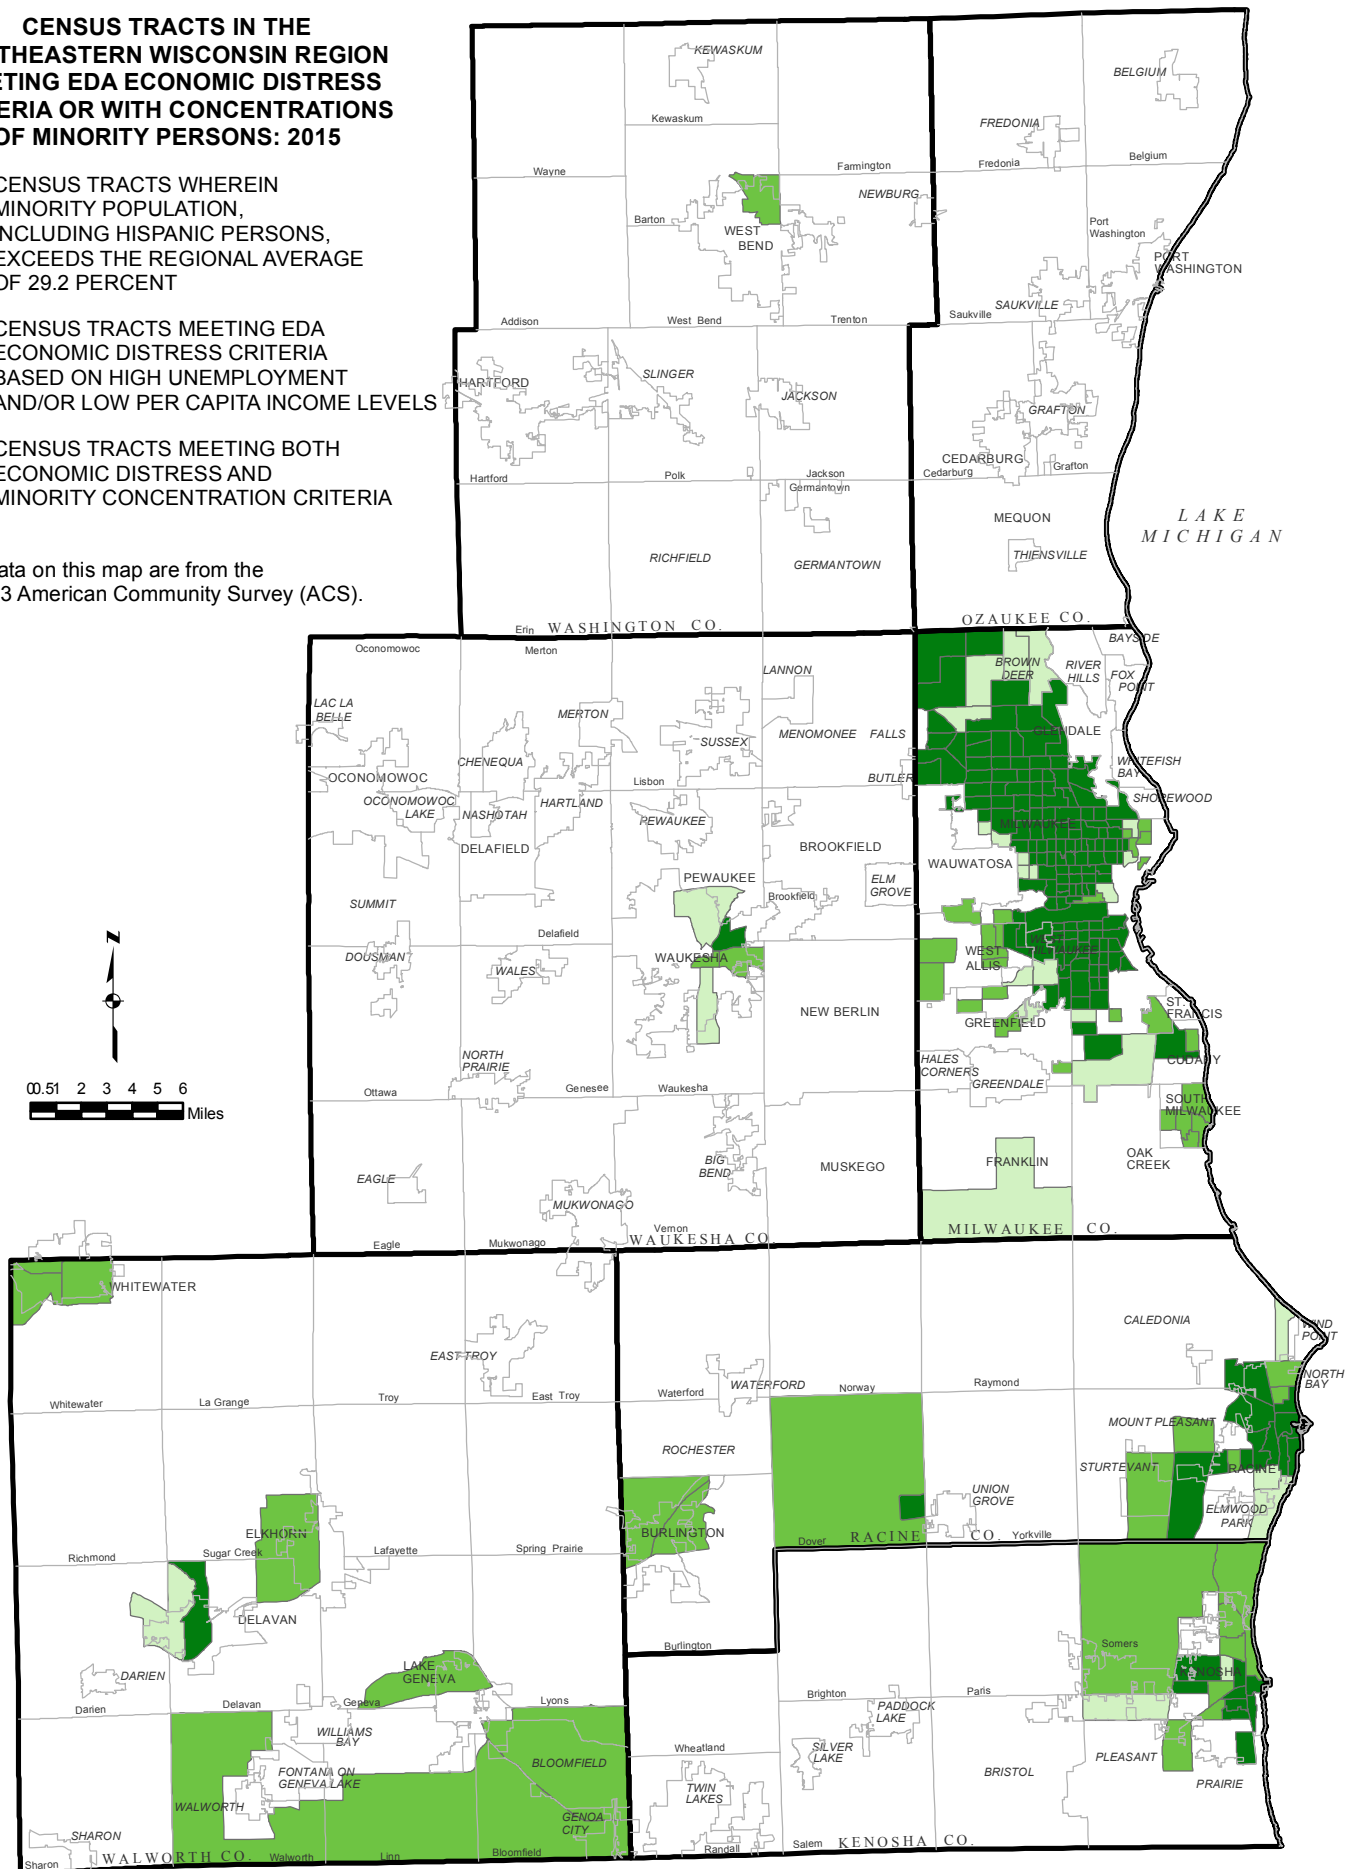 CENSUS TRACTS IN THE
THEASTERN WISCONSIN REGION
ETING EDA ECONOMIC DISTRESS
ERIA OR WITH CONCENTRATIONS
OF MINORITY PERSONS: 2015
CENSUS TRACTS WHEREIN
MINORITY POPULATION,
INCLUDING HISPANIC PERSONS,
EXCEEDS THE REGIONAL AVERAGE
OF 29.2 PERCENT
CENSUS TRACTS MEETING EDA
ECONOMIC DISTRESS CRITERIA
BASED ON HIGH UNEMPLOYMENT
AND/OR LOW PER CAPITA INCOME LEVELS
CENSUS TRACTS MEETING BOTH
ECONOMIC DISTRESS AND
MINORITY CONCENTRATION CRITERIA
ata on this map are from the
3 American Community Survey (ACS).
KEWASKUM
BELGIUM
Kewaskum
FREDONIA
Wayne
Farmington
Fredonia
Belgium
NEWBURG
Barton
WEST
BEND
Port
Washington
PORT
WASHINGTON
SAUKVILLE
Addison
West Bend
Trenton
Saukville
HARTFORD
SLINGER
JACKSON
GRAFTON
CEDARBURG
Hartford
Polk
Jackson
Cedarburg
Grafton
Germantown
MEQUON
LAKE
MICHIGAN
RICHFIELD
GERMANTOWN
THIENSVILLE
Erin
WASHINGTON CO.
OZAUKEE CO.
Oconomowoc
Merton
LANNON
BROWN
DEER
RIVER
HILLS
BAYSIDE
FOX
POINT
LAC LA
BELLE
MERTON
SUSSEX
MENOMONEE FALLS
GLENDALE
CHENEQUA
OCONOMOWOC
Lisbon
BUTLER
WHITEFISH
BAY
OCONOMOWOC
LAKE
NASHOTAH
HARTLAND
PEWAUKEE
SHOREWOOD
MILWAUKEE
DELAFIELD
BROOKFIELD
WAUWATOSA
PEWAUKEE
ELM
GROVE
SUMMIT
Brookfield
Delafield
DOUSMAN
WALES
WAUKESHA
WEST
ALLIS
WEST
MILWAUKEE
NEW BERLIN
GREENFIELD
ST.
FRANCIS
NORTH
PRAIRIE
HALES
CORNERS
GREENDALE
CUDAHY
Ottawa
Genesee
Waukesha
SOUTH
MILWAUKEE
Z
0 0.5 1 2 3 4 5 6
Miles
EAGLE
BIG
BEND
MUSKEGO
FRANKLIN
OAK
CREEK
MUKWONAGO
Vernon
Eagle
Mukwonago
WAUKESHA CO.
MILWAUKEE CO.
WHITEWATER
CALEDONIA
WIND
POINT
EAST TROY
WATERFORD
NORTH
BAY
Whitewater
La Grange
Troy
East Troy
Waterford
Norway
Raymond
MOUNT PLEASANT
ROCHESTER
STURTEVANT
RACINE
UNION
GROVE
ELMWOOD
PARK
ELKHORN
BURLINGTON
Dover
RACINE CO.
Yorkville
Richmond
Sugar Creek
Lafayette
Spring Prairie
DELAVAN
Burlington
Somers
KENOSHA
DARIEN
LAKE
GENEVA
Darien
Delavan
Geneva
Lyons
Brighton
Paris
PADDOCK
LAKE
WILLIAMS
BAY
Wheatland
SILVER
LAKE
PLEASANT
PRAIRIE
FONTANA ON
GENEVA LAKE
BLOOMFIELD
BRISTOL
WALWORTH
TWIN
LAKES
GENOA
CITY
SHARON
Sharon
WALWORTH CO.
Walworth
Linn
Bloomfield
Randall
Salem
KENOSHA CO.